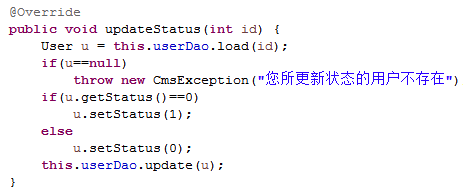 @Override
public void updateStatus(int id) {
    User u = this.userDao.load(id);
    if(u==null)
        throw new CmsException("您所更新状态的用户不存在")
    if(u.getStatus()==0)
        u.setStatus(1);
    else
        u.setStatus(0);
    this.userDao.update(u);
}